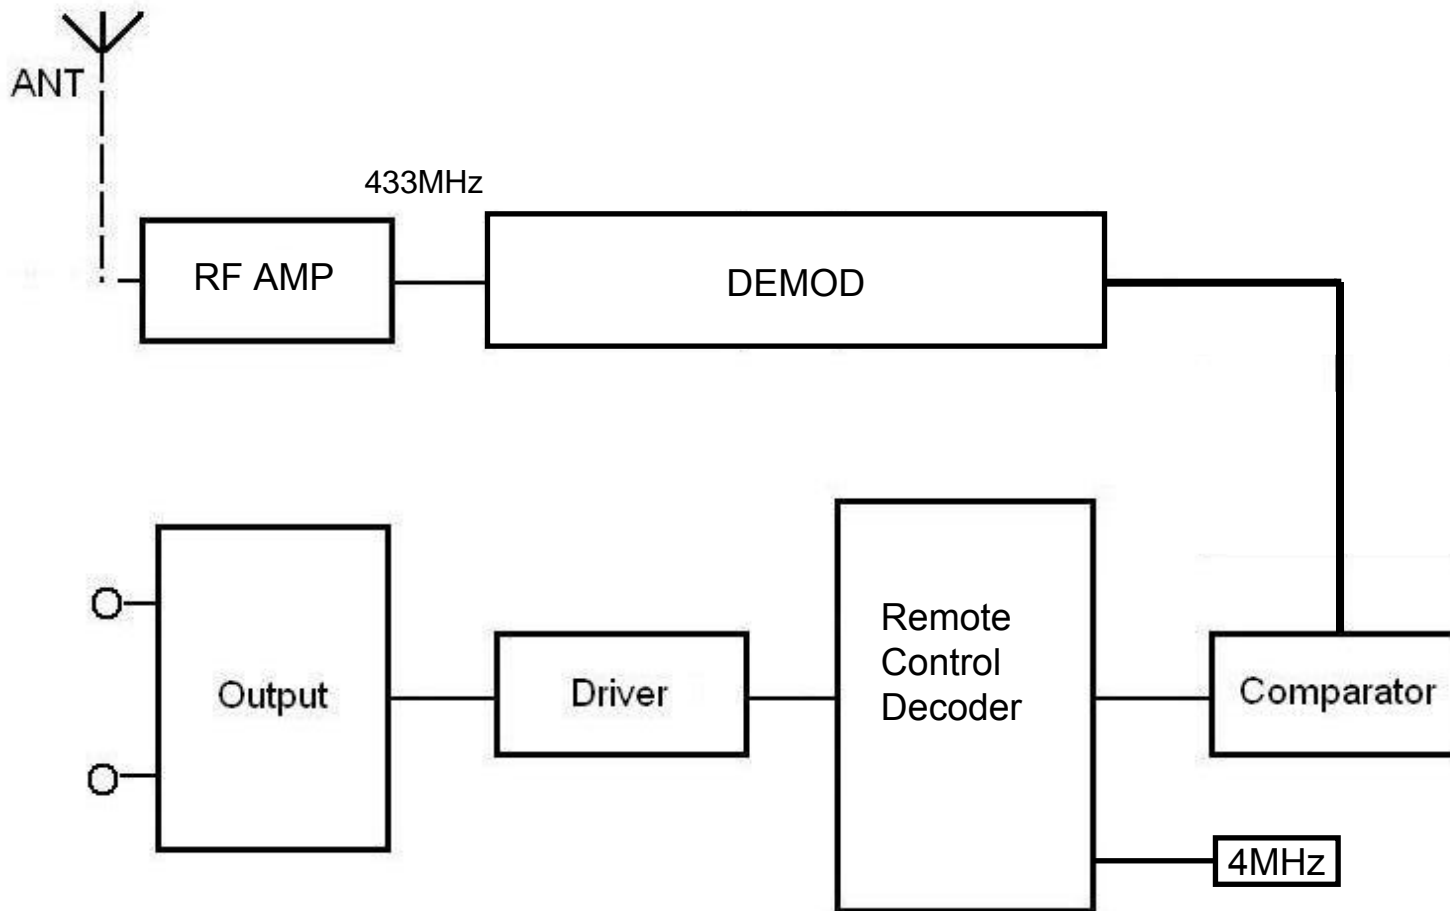 ANT
433MHz
RF AMP
DEMOD
Output
Driver
Remote
Control
Decoder
Comparator
4MHz